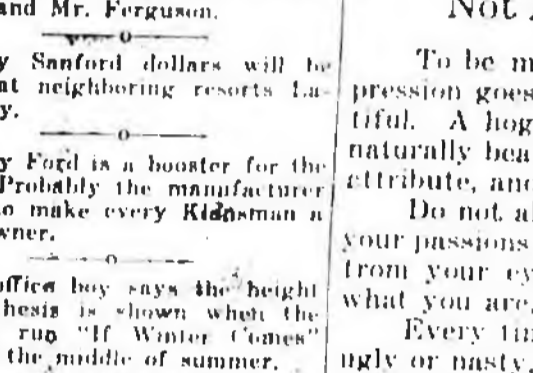 and Mr. Ferguson.
y Sanford dollars will be
at neighboring resorts La-
y.
y Ford is a booster for the
Probably the manufacturer
o make every Klansman a
wner.
office boy says the height
hesis is shown when the
run "If Winter Comes"
the middle of summer.
Not
To be m
pression goes
tiful. A hog
naturally bea
attribute, and
Do not al
your passions
from your ey
what you are.
Every tim
ugly or nasty,